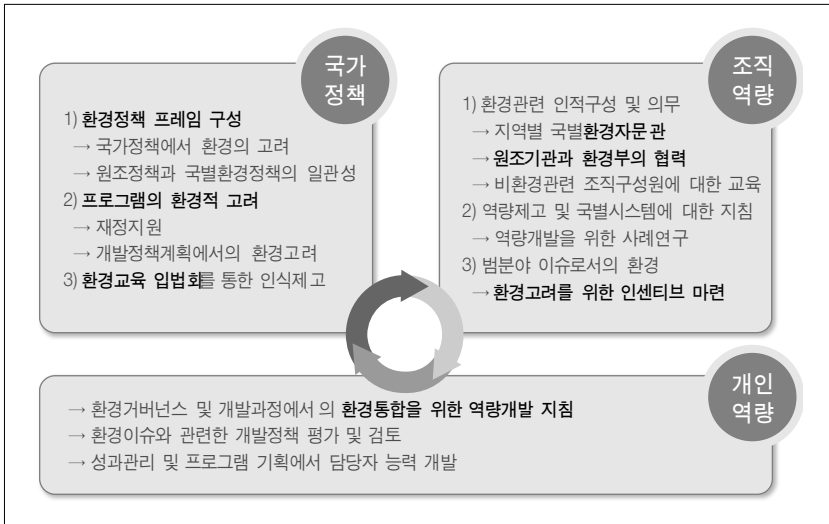 국가
정책
1) 환경정책 프레임 구성
→ 국가정책에서 환경의 고려
→ 원조정책과 국별환경정책의 일관성
2) 프로그램의 환경적 고려
→ 재정지원
→ 개발정책계획에서의 환경고려
3) 환경교육 입법화를 통한 인식제고
조직
역량
1) 환경관련 인적구성 및 의무
→ 지역별 국별환경자문관
→ 원조기관과 환경부의 협력
→ 비환경관련 조직구성원에 대한 교육
2) 역량제고 및 국별시스템에 대한 지침
→ 역량개발을 위한 사례연구
3) 범분야 이슈로서의 환경
→ 환경고려를 위한 인센티브 마련
개인
역량
→ 환경거버넌스 및 개발과정에서의 환경통합을 위한 역량개발 지침
→ 환경이슈와 관련한 개발정책 평가 및 검토
→ 성과관리 및 프로그램 기획에서 담당자 능력 개발